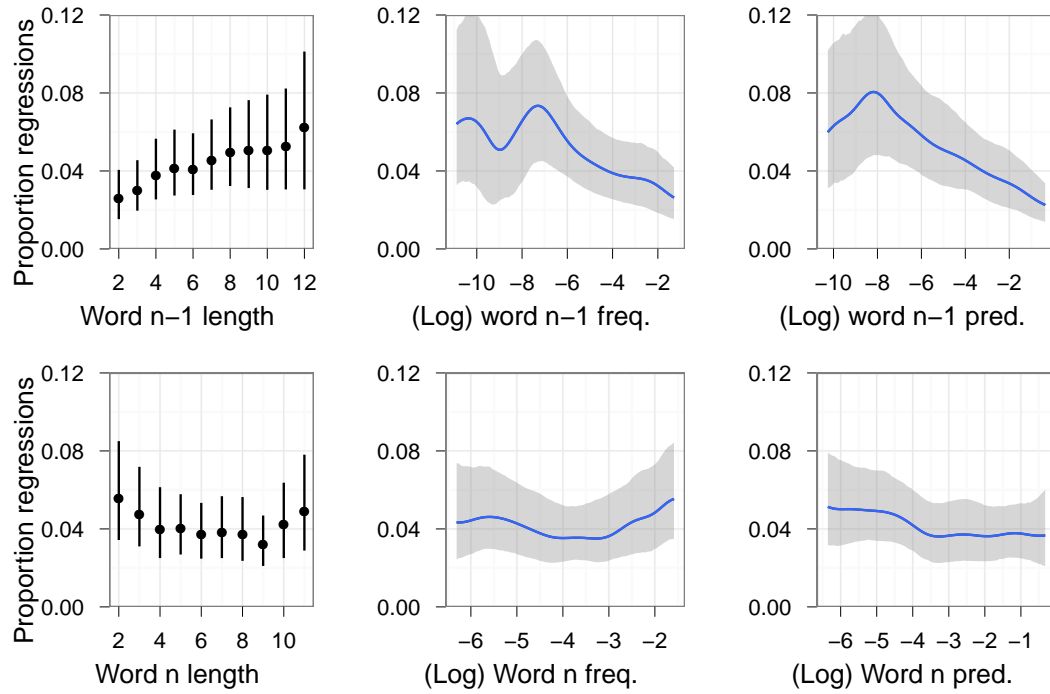 Proportion regressions
0.12
0.08
0.04
0.00
2 4 6 8 10 12
Word n−1 length
0.12
0.08
0.04
0.00
−10 −8 −6 −4 −2
(Log) word n−1 freq.
0.12
0.08
0.04
0.00
−10 −8 −6 −4 −2
(Log) word n−1 pred.
Proportion regressions
0.12
0.08
0.04
0.00
2 4 6 8 10
Word n length
0.12
0.08
0.04
0.00
−6 −5 −4 −3 −2
(Log) Word n freq.
0.12
0.08
0.04
0.00
−6 −5 −4 −3 −2 −1
(Log) Word n pred.